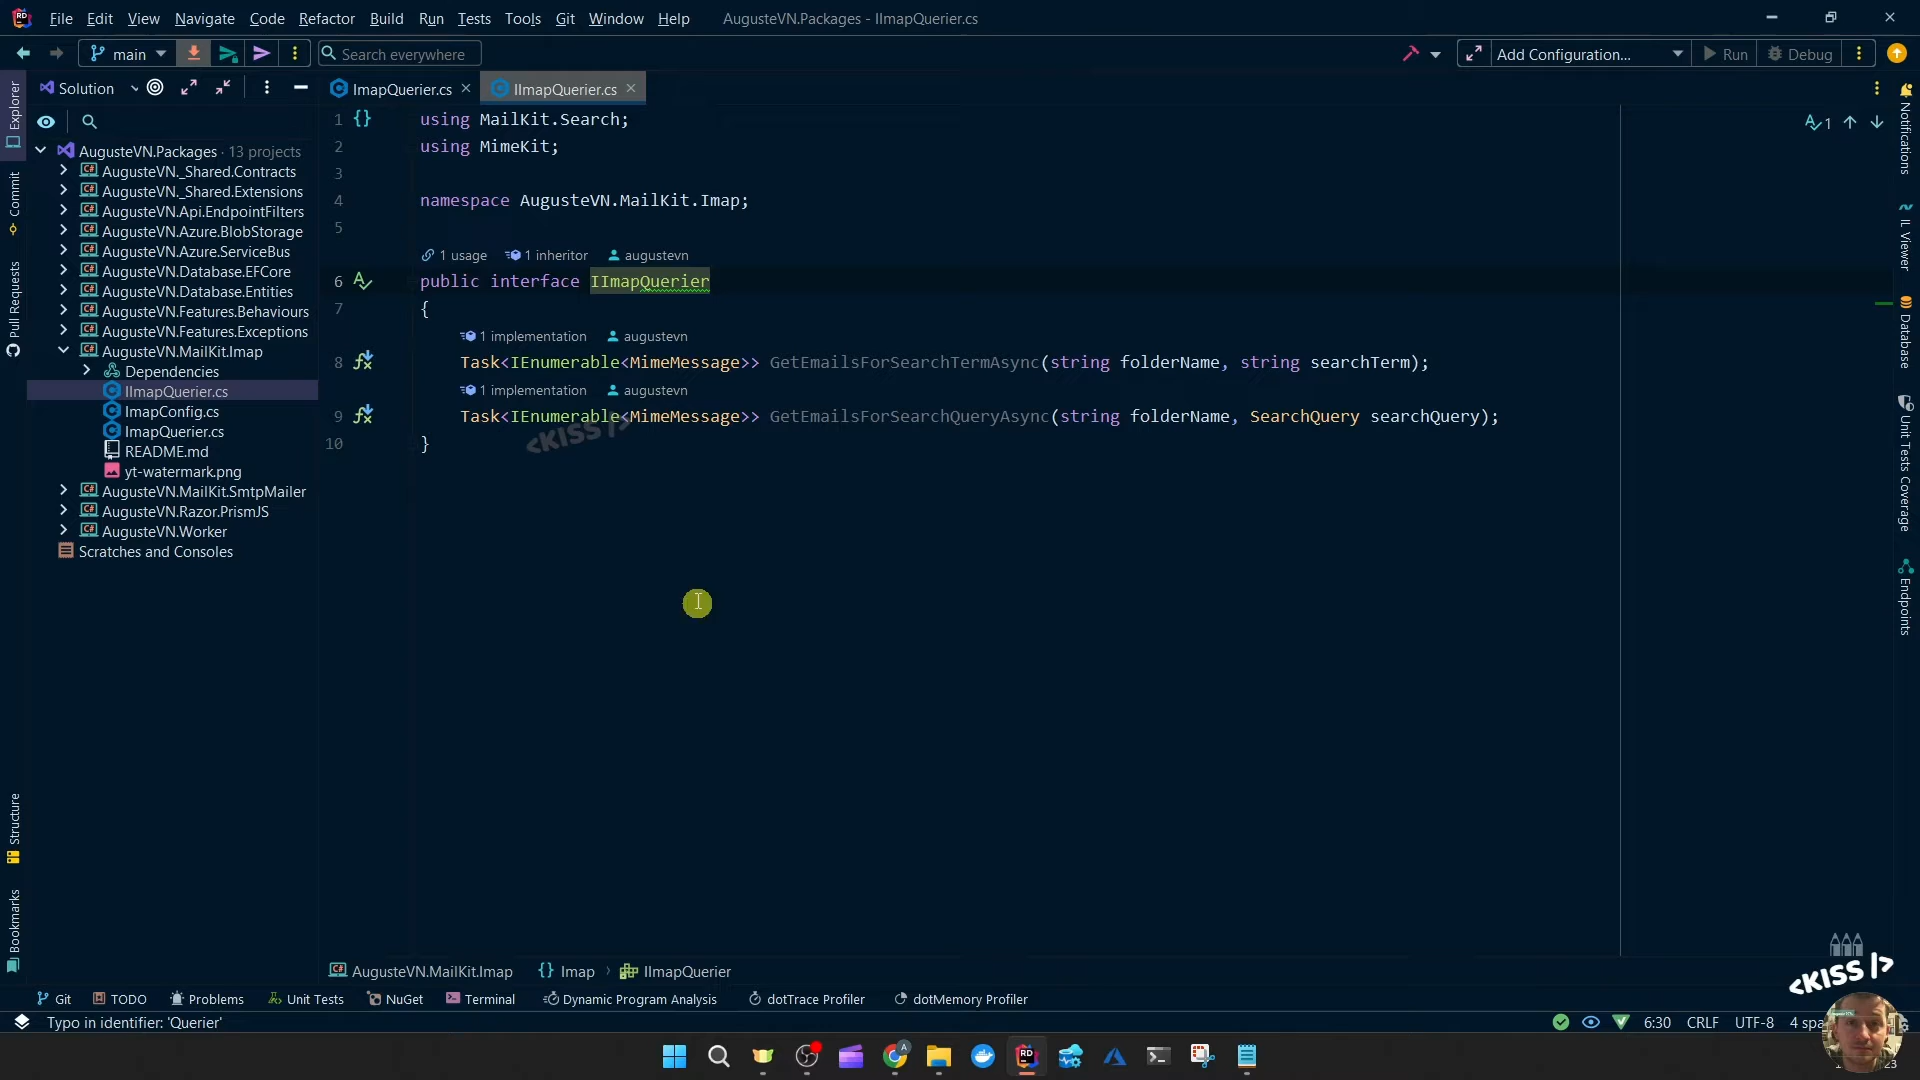 File Edit View Navigate Code Refactor Build Run Tests Tools Git Window Help AugusteVN.Packages - IImapQuerier.cs
main Search everywhere Add Configuration... Run Debug
Solution ImapQuerier.cs IImapQuerier.cs
Explorer
Commit
Pull Requests
Structure
Bookmarks
AugusteVN.Packages · 13 projects
AugusteVN._Shared.Contracts
AugusteVN._Shared.Extensions
AugusteVN.Api.EndpointFilters
AugusteVN.Azure.BlobStorage
AugusteVN.Azure.ServiceBus
AugusteVN.Database.EFCore
AugusteVN.Database.Entities
AugusteVN.Features.Behaviours
AugusteVN.Features.Exceptions
AugusteVN.MailKit.Imap
Dependencies
IImapQuerier.cs
ImapConfig.cs
ImapQuerier.cs
README.md
yt-watermark.png
AugusteVN.MailKit.SmtpMailer
AugusteVN.Razor.PrismJS
AugusteVN.Worker
Scratches and Consoles
1 using MailKit.Search;
2 using MimeKit;
3
4 namespace AugusteVN.MailKit.Imap;
5
1 usage 1 inheritor augustevn
6 public interface IImapQuerier
7 {
1 implementation augustevn
8 Task<IEnumerable<MimeMessage>> GetEmailsForSearchTermAsync(string folderName, string searchTerm);
1 implementation augustevn
9 Task<IEnumerable<MimeMessage>> GetEmailsForSearchQueryAsync(string folderName, SearchQuery searchQuery);
10 }
<KISS />
1
Notifications
IL Viewer
Database
Unit Tests Coverage
Endpoints
<KISS />
AugusteVN.MailKit.Imap Imap › IImapQuerier
Git TODO Problems Unit Tests NuGet Terminal Dynamic Program Analysis dotTrace Profiler dotMemory Profiler
Typo in identifier: 'Querier' 6:30 CRLF UTF-8 4 spa